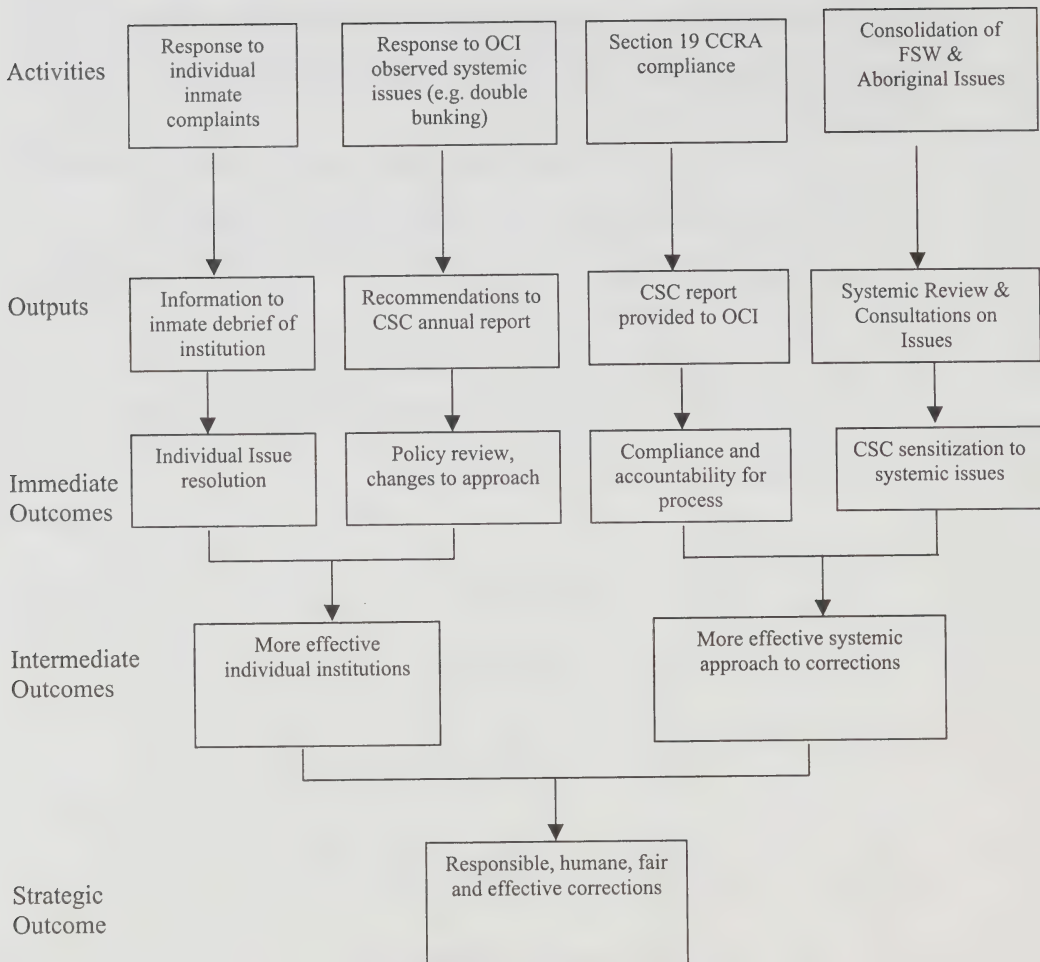 Activities
Response to
individual
inmate
complaints
Response to OCI
observed systemic
issues (e.g. double
bunking)
Section 19 CCRA
compliance
Consolidation of
FSW &
Aboriginal Issues
Outputs
Information to
inmate debrief of
institution
Recommendations to
CSC annual report
CSC report
provided to OCI
Systemic Review &
Consultations on
Issues
Immediate
Outcomes
Individual Issue
resolution
Policy review,
changes to approach
Compliance and
accountability for
process
CSC sensitization to
systemic issues
Intermediate
Outcomes
More effective
individual institutions
More effective systemic
approach to corrections
Strategic
Outcome
Responsible, humane, fair
and effective corrections